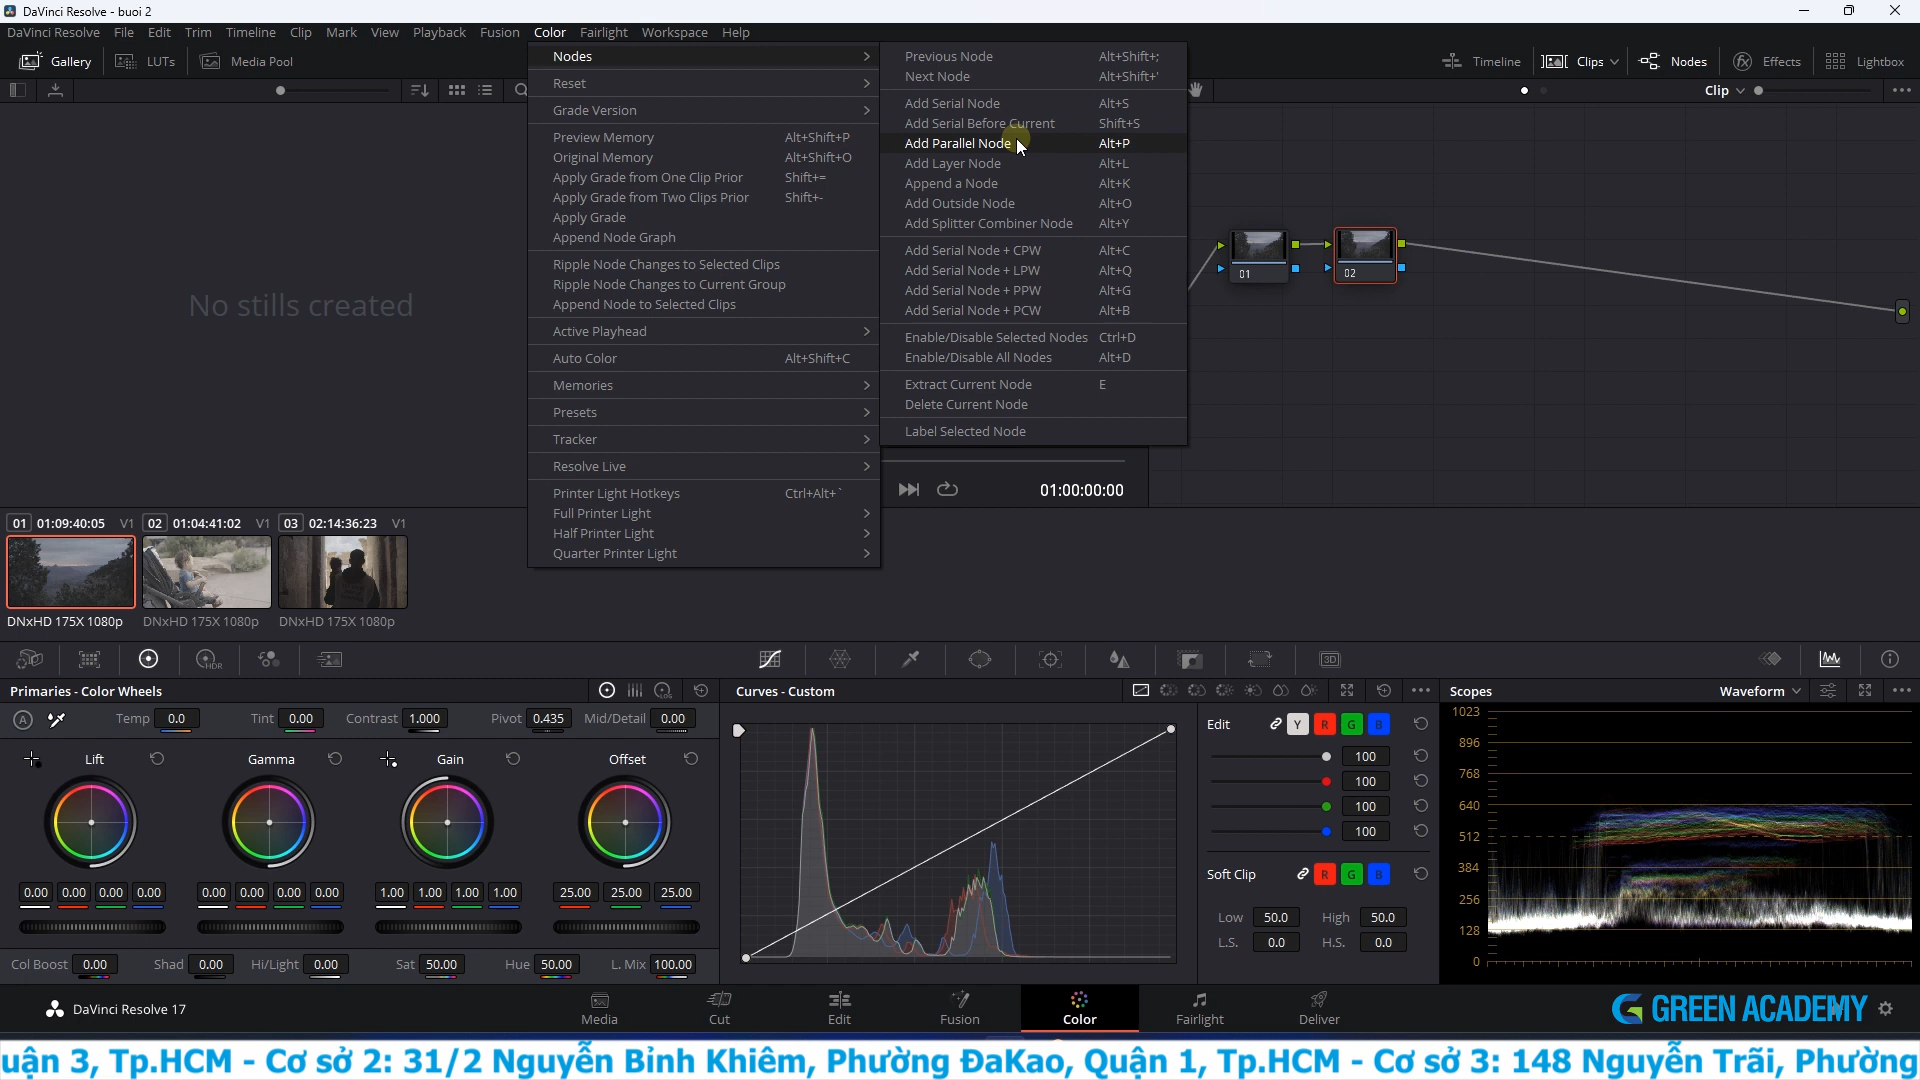 DaVinci Resolve - buoi 2
DaVinci Resolve File Edit Trim Timeline Clip Mark View Playback Fusion Color Fairlight Workspace Help
Gallery LUTs Media Pool
Timeline Clips Nodes Effects Lightbox
Clip
Nodes
Reset
Grade Version
Preview Memory Alt+Shift+P
Original Memory Alt+Shift+O
Apply Grade from One Clip Prior Shift+=
Apply Grade from Two Clips Prior Shift+-
Apply Grade
Append Node Graph
Ripple Node Changes to Selected Clips
Ripple Node Changes to Current Group
Append Node to Selected Clips
Active Playhead
Auto Color Alt+Shift+C
Memories
Presets
Tracker
Resolve Live
Printer Light Hotkeys Ctrl+Alt+`
Full Printer Light
Half Printer Light
Quarter Printer Light
Previous Node Alt+Shift+;
Next Node Alt+Shift+'
Add Serial Node Alt+S
Add Serial Before Current Shift+S
Add Parallel Node Alt+P
Add Layer Node Alt+L
Append a Node Alt+K
Add Outside Node Alt+O
Add Splitter Combiner Node Alt+Y
Add Serial Node + CPW Alt+C
Add Serial Node + LPW Alt+Q
Add Serial Node + PPW Alt+G
Add Serial Node + PCW Alt+B
Enable/Disable Selected Nodes Ctrl+D
Enable/Disable All Nodes Alt+D
Extract Current Node E
Delete Current Node
Label Selected Node
No stills created
01 02
01:00:00:00
01 01:09:40:05 V1 02 01:04:41:02 V1 03 02:14:36:23 V1
DNxHD 175X 1080p DNxHD 175X 1080p DNxHD 175X 1080p
HDR 3D
Primaries - Color Wheels
LOG
A Temp 0.0 Tint 0.00 Contrast 1.000 Pivot 0.435 Mid/Detail 0.00
Lift Gamma Gain Offset
0.00 0.00 0.00 0.00 0.00 0.00 0.00 0.00 1.00 1.00 1.00 1.00 25.00 25.00 25.00
Col Boost 0.00 Shad 0.00 Hi/Light 0.00 Sat 50.00 Hue 50.00 L. Mix 100.00
Curves - Custom
Edit Y R G B
100
100
100
100
Soft Clip R G B
Low 50.0 High 50.0
L.S. 0.0 H.S. 0.0
Scopes Waveform
1023
896
768
640
512
384
256
128
0
DaVinci Resolve 17
Media Cut Edit Fusion Color Fairlight Deliver
GREEN ACADEMY
uận 3, Tp.HCM - Cơ sở 2: 31/2 Nguyễn Bỉnh Khiêm, Phường ĐaKao, Quận 1, Tp.HCM - Cơ sở 3: 148 Nguyễn Trãi, Phường